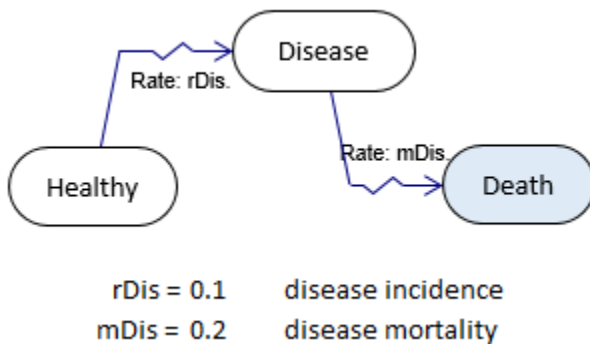 Disease
Rate: rDis.
Rate: mDis.
Healthy
Death
rDis = 0.1 disease incidence
mDis = 0.2 disease mortality